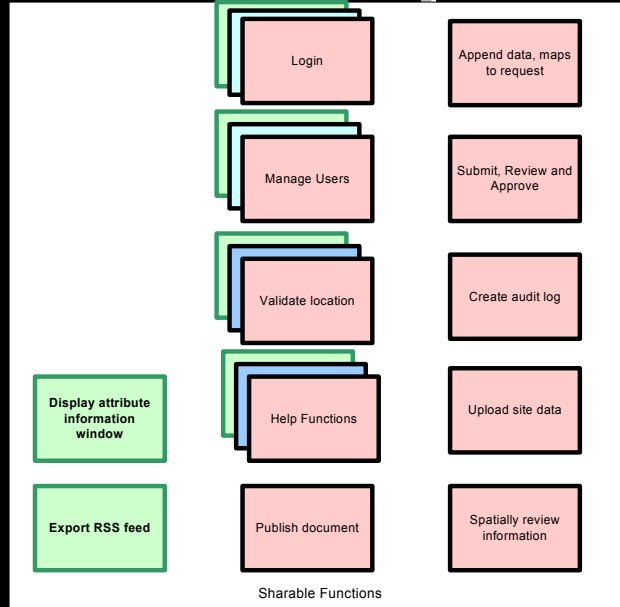 Login
Append data, maps
to request
Manage Users
Submit, Review and
Approve
Validate location
Create audit log
Display attribute
information
window
Help Functions
Upload site data
Export RSS feed
Publish document
Spatially review
information
Sharable Functions